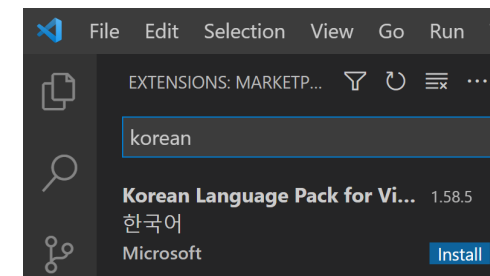 File Edit Selection View Go Run
EXTENSIONS: MARKETP...
korean
Korean Language Pack for Vi... 1.58.5
한국어
Microsoft Install